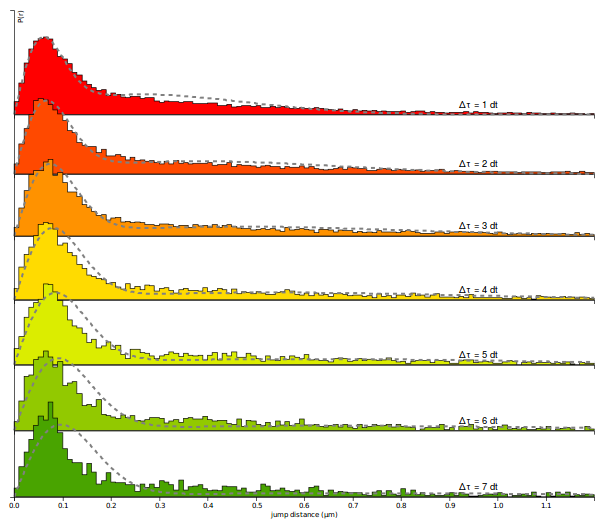 P(r)
Δτ = 1 dt
Δτ = 2 dt
Δτ = 3 dt
Δτ = 4 dt
Δτ = 5 dt
Δτ = 6 dt
Δτ = 7 dt
0.0 0.1 0.2 0.3 0.4 0.5 0.6 0.7 0.8 0.9 1.0 1.1
jump distance (μm)